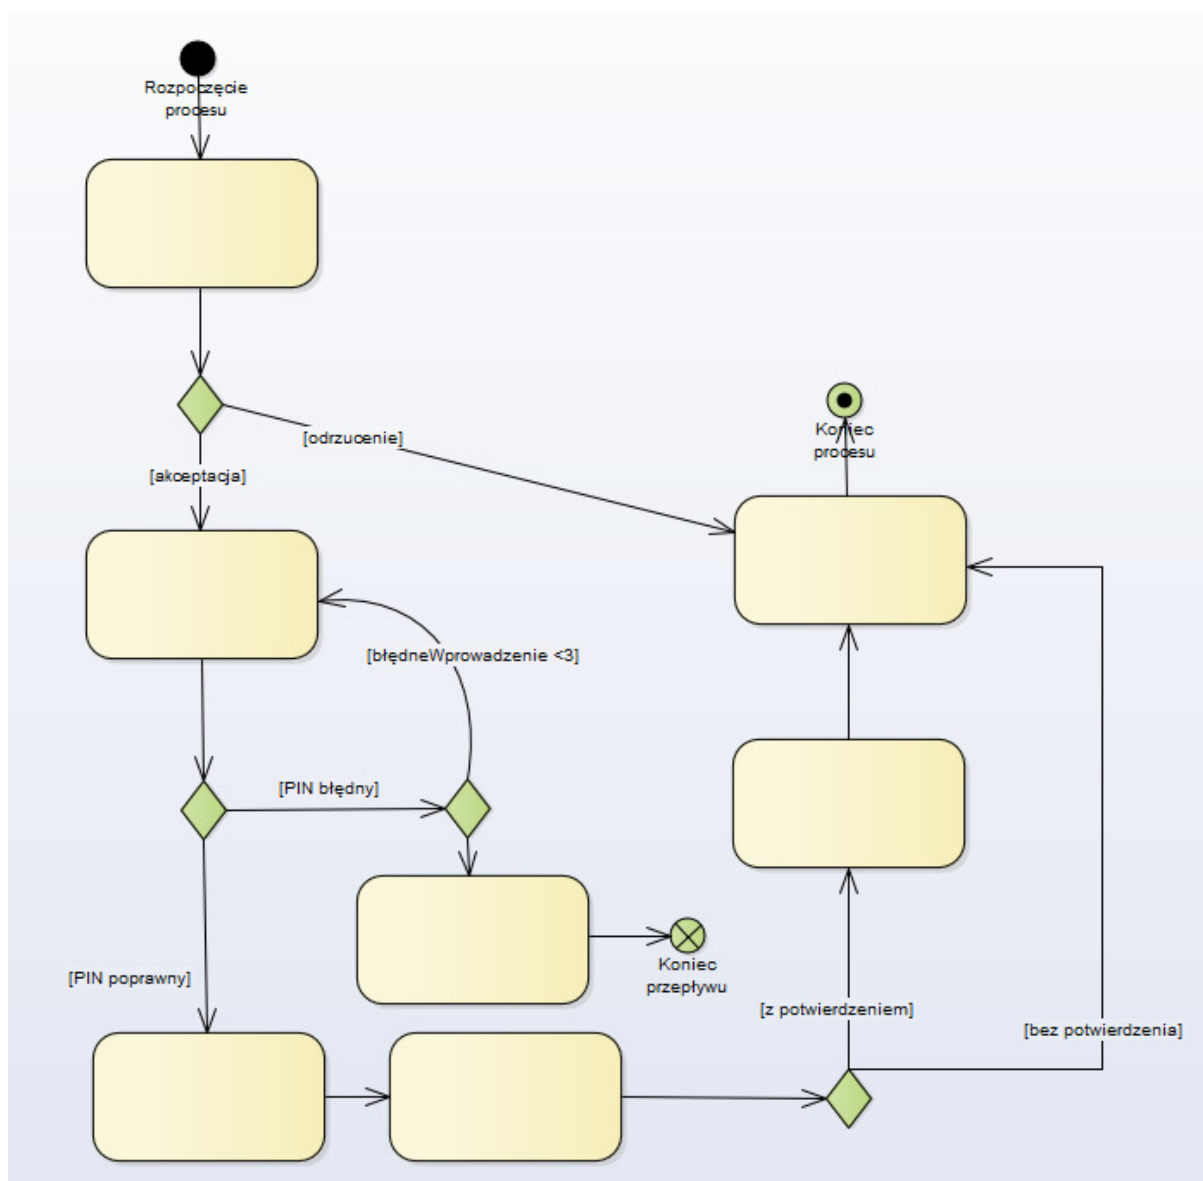 Rozpoczęcie
procesu
[odrzucenie]
Koniec
procesu
[akceptacja]
[błędneWprowadzenie <3]
[PIN błędny]
Koniec
przepływu
[PIN poprawny]
[z potwierdzeniem]
[bez potwierdzenia]